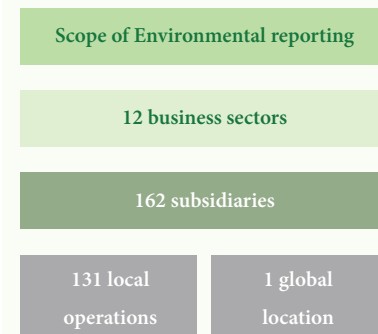 Scope of Environmental reporting
12 business sectors
162 subsidiaries
131 local
operations
1 global
location